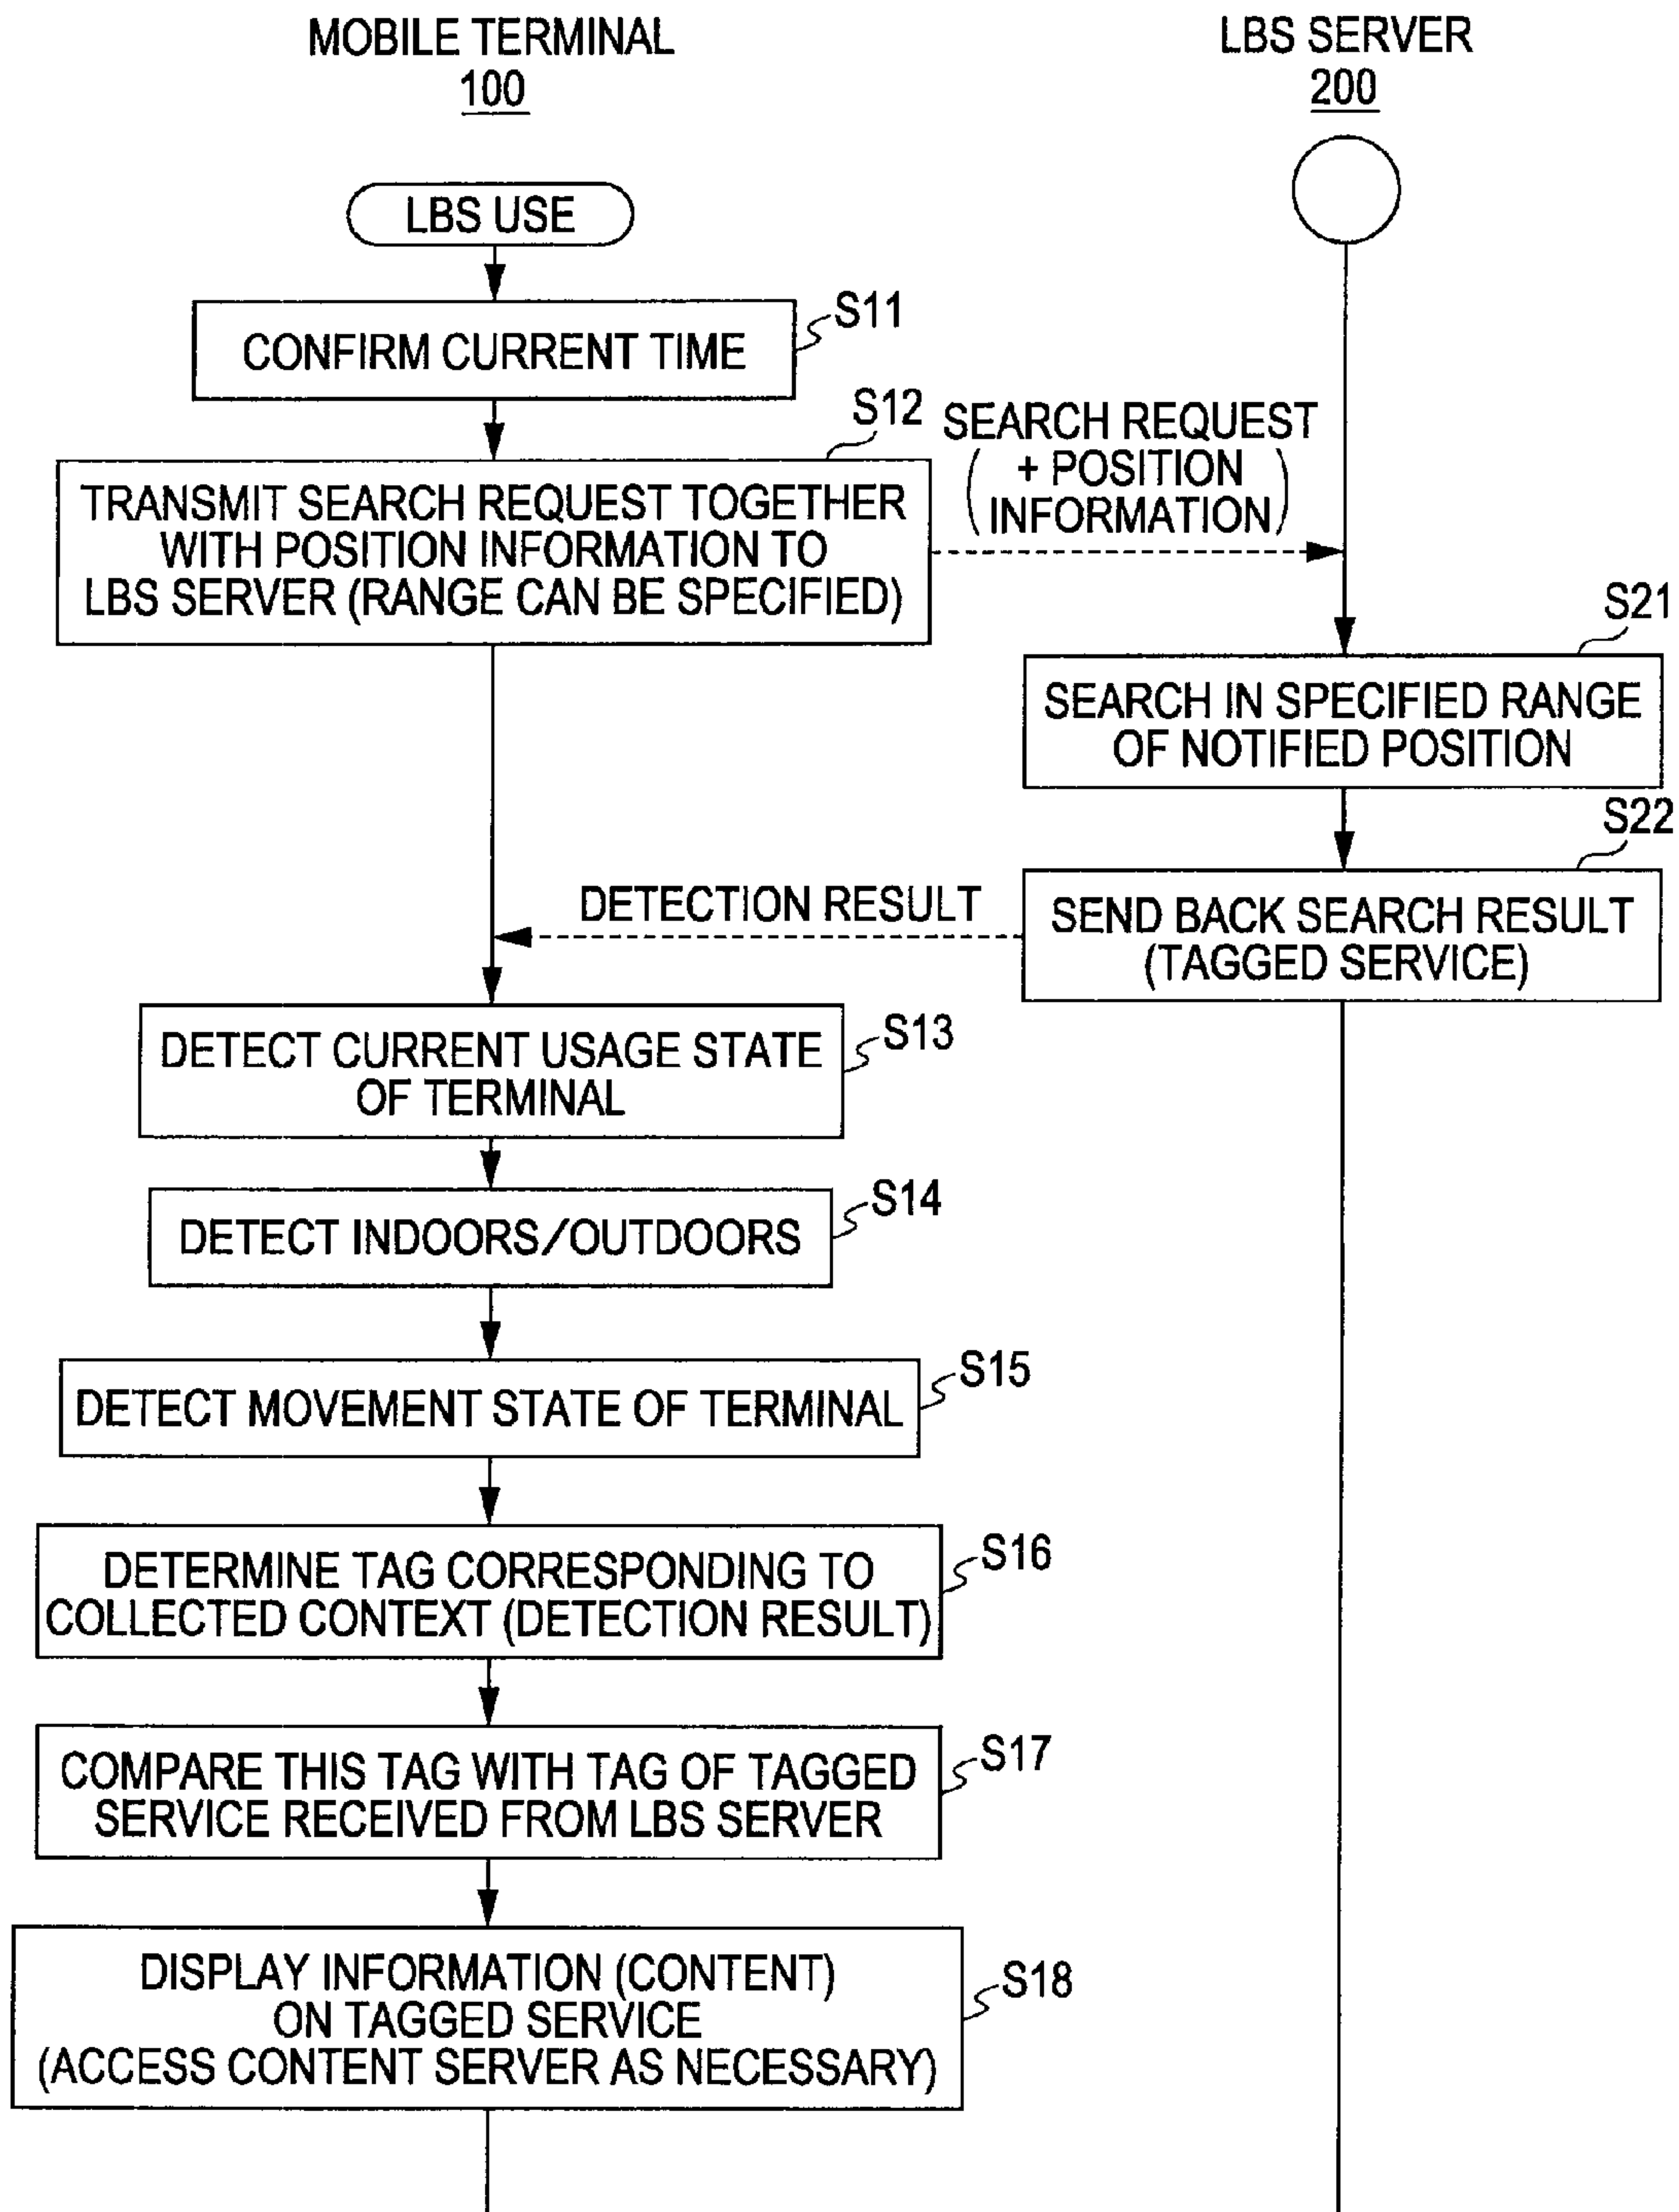 MOBILE TERMINAL
100
LBS SERVER
200
LBS USE
S11
CONFIRM CURRENT TIME
S12
TRANSMIT SEARCH REQUEST TOGETHER
WITH POSITION INFORMATION TO
LBS SERVER (RANGE CAN BE SPECIFIED)
SEARCH REQUEST
( + POSITION
INFORMATION )
S21
SEARCH IN SPECIFIED RANGE
OF NOTIFIED POSITION
S22
SEND BACK SEARCH RESULT
(TAGGED SERVICE)
DETECTION RESULT
S13
DETECT CURRENT USAGE STATE
OF TERMINAL
S14
DETECT INDOORS/OUTDOORS
S15
DETECT MOVEMENT STATE OF TERMINAL
S16
DETERMINE TAG CORRESPONDING TO
COLLECTED CONTEXT (DETECTION RESULT)
S17
COMPARE THIS TAG WITH TAG OF TAGGED
SERVICE RECEIVED FROM LBS SERVER
S18
DISPLAY INFORMATION (CONTENT)
ON TAGGED SERVICE
(ACCESS CONTENT SERVER AS NECESSARY)